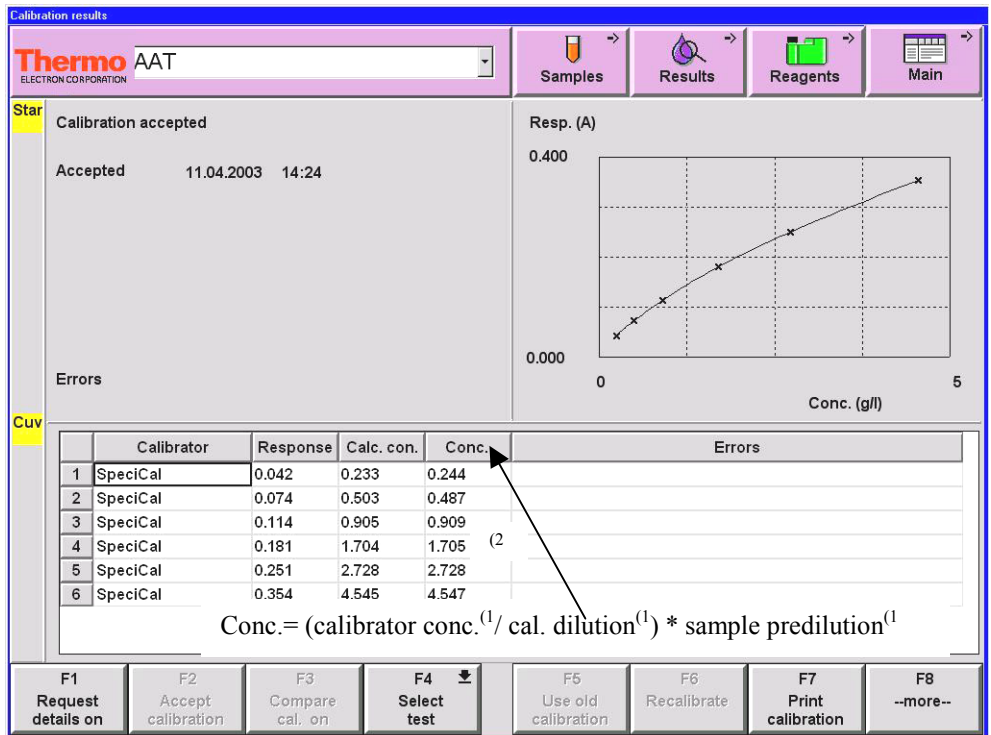 Calibration results
Thermo
ELECTRON CORPORATION
AAT
Samples
Results
Reagents
Main
Star
Calibration accepted
Accepted 11.04.2003 14:24
Errors
Resp. (A)
0.400
0.000
0 5
Conc. (g/l)
Cuv
Calibrator Response Calc. con. Conc. Errors
1 SpeciCal 0.042 0.233 0.244
2 SpeciCal 0.074 0.503 0.487
3 SpeciCal 0.114 0.905 0.909
4 SpeciCal 0.181 1.704 1.705
5 SpeciCal 0.251 2.728 2.728
6 SpeciCal 0.354 4.545 4.547
(2
Conc.= (calibrator conc.(1/ cal. dilution(1) * sample predilution(1
F1
Request
details on
F2
Accept
calibration
F3
Compare
cal. on
F4
Select
test
F5
Use old
calibration
F6
Recalibrate
F7
Print
calibration
F8
--more--